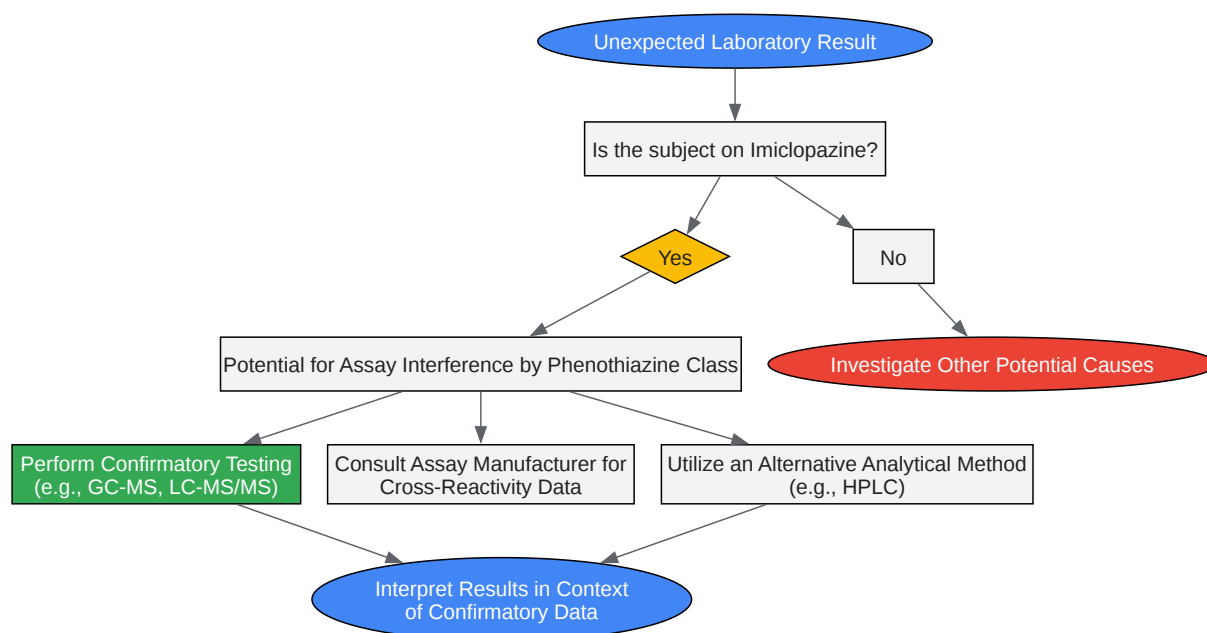 Unexpected Laboratory Result
Is the subject on Imiclopazine?
Yes
No
Potential for Assay Interference by Phenothiazine Class
Investigate Other Potential Causes
Perform Confirmatory Testing
(e.g., GC-MS, LC-MS/MS)
Consult Assay Manufacturer for
Cross-Reactivity Data
Utilize an Alternative Analytical Method
(e.g., HPLC)
Interpret Results in Context
of Confirmatory Data